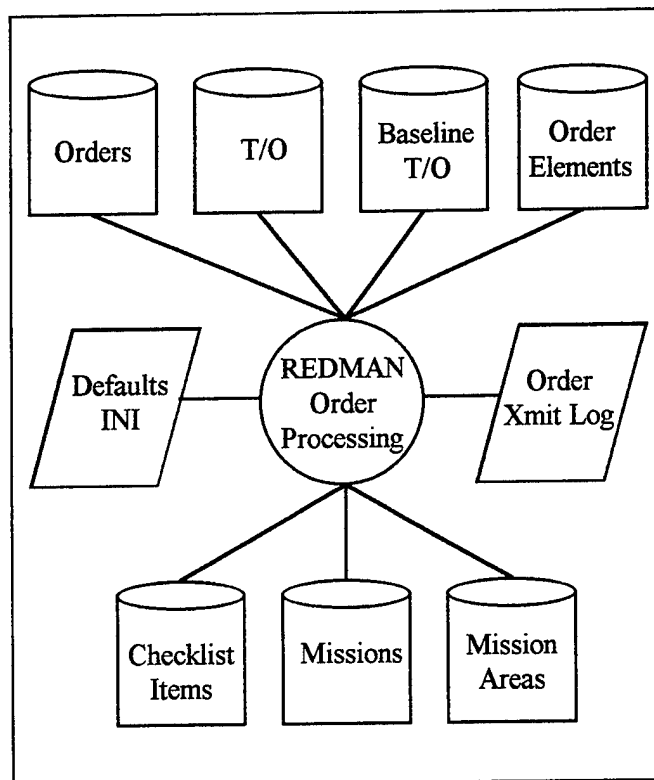 Orders
T/O
Baseline
T/O
Order
Elements
Defaults
INI
REDMAN
Order
Processing
Order
Xmit Log
Checklist
Items
Missions
Mission
Areas